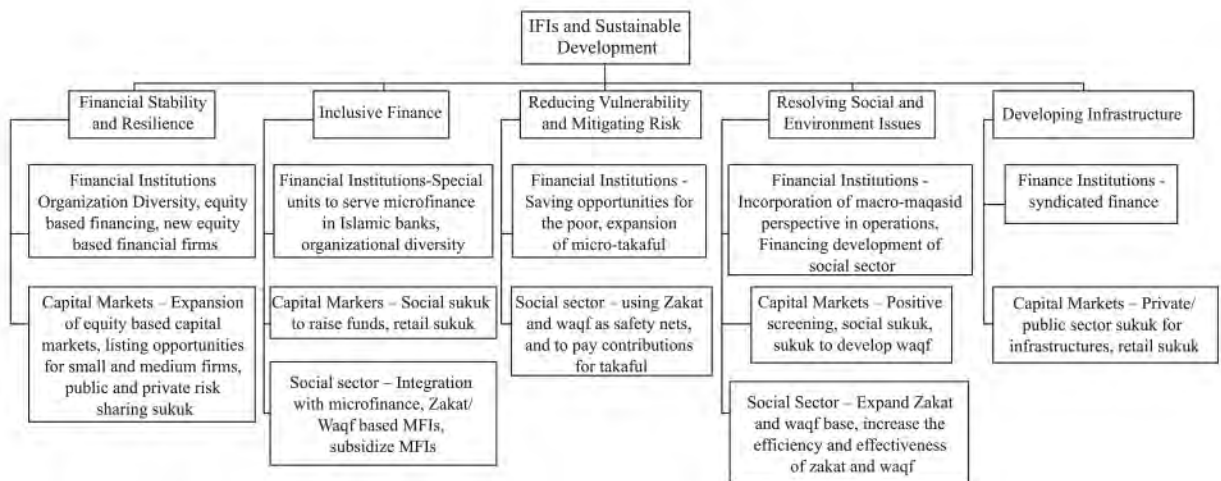 IFIs and Sustainable
Development
Financial Stability
and Resilience
Inclusive Finance
Reducing Vulnerability
and Mitigating Risk
Resolving Social and
Environment Issues
Developing Infrastructure
Financial Institutions
Organization Diversity, equity
based financing, new equity
based financial firms
Financial Institutions-Special
units to serve microfinance
in Islamic banks,
organizational diversity
Financial Institutions -
Saving opportunities for
the poor, expansion
of micro-takaful
Financial Institutions -
Incorporation of macro-maqasid
perspective in operations,
Financing development of
social sector
Finance Institutions -
syndicated finance
Capital Markets – Expansion
of equity based capital
markets, listing opportunities
for small and medium firms,
public and private risk
sharing sukuk
Capital Markers – Social sukuk
to raise funds, retail sukuk
Social sector – using Zakat
and waqf as safety nets,
and to pay contributions
for takaful
Capital Markets – Positive
screening, social sukuk,
sukuk to develop waqf
Capital Markets – Private/
public sector sukuk for
infrastructures, retail sukuk
Social sector – Integration
with microfinance, Zakat/
Waqf based MFIs,
subsidize MFIs
Social Sector – Expand Zakat
and waqf base, increase the
efficiency and effectiveness
of zakat and waqf